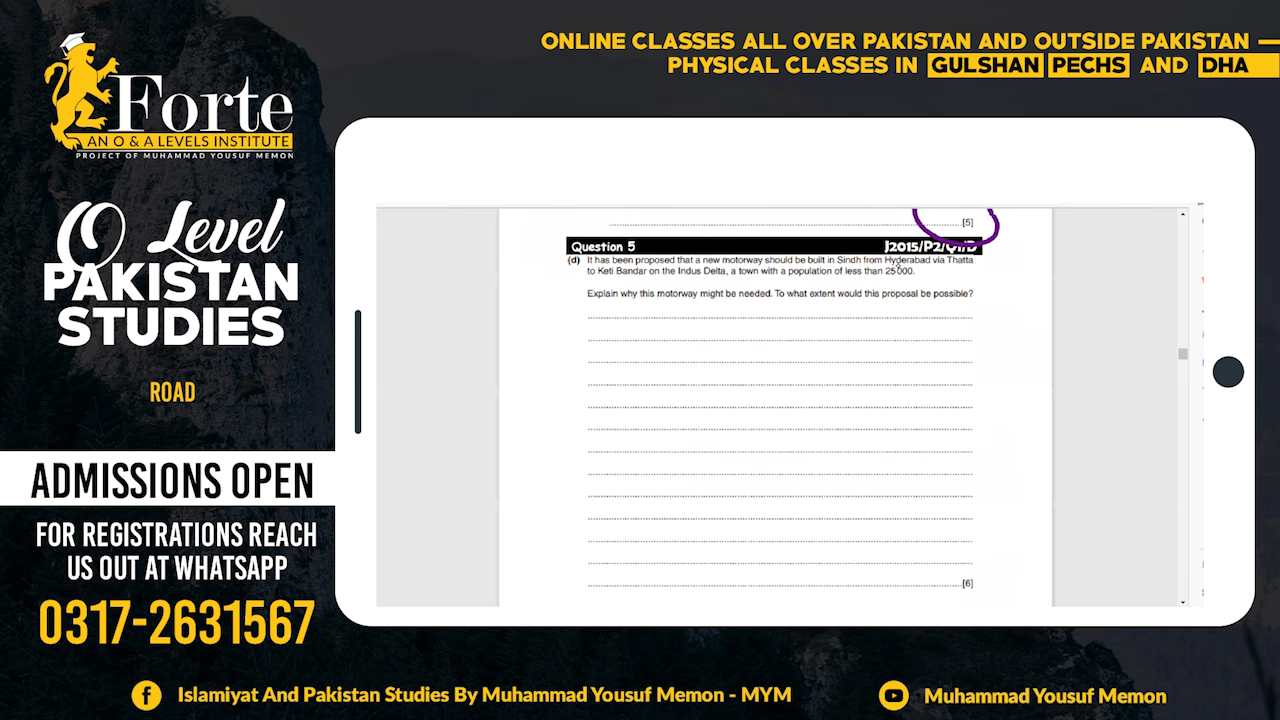 Forte
AN O & A LEVELS INSTITUTE
PROJECT OF MUHAMMAD YOUSUF MEMON
O Level
PAKISTAN
STUDIES
ROAD
ADMISSIONS OPEN
FOR REGISTRATIONS REACH
US OUT AT WHATSAPP
0317-2631567
ONLINE CLASSES ALL OVER PAKISTAN AND OUTSIDE PAKISTAN
PHYSICAL CLASSES IN GULSHAN PECHS AND DHA
[5]
Question 5 J2015/P2/Q1/D
(d) It has been proposed that a new motorway should be built in Sindh from Hyderabad via Thatta
to Keti Bandar on the Indus Delta, a town with a population of less than 25 000.
Explain why this motorway might be needed. To what extent would this proposal be possible?
[6]
Islamiyat And Pakistan Studies By Muhammad Yousuf Memon - MYM
Muhammad Yousuf Memon